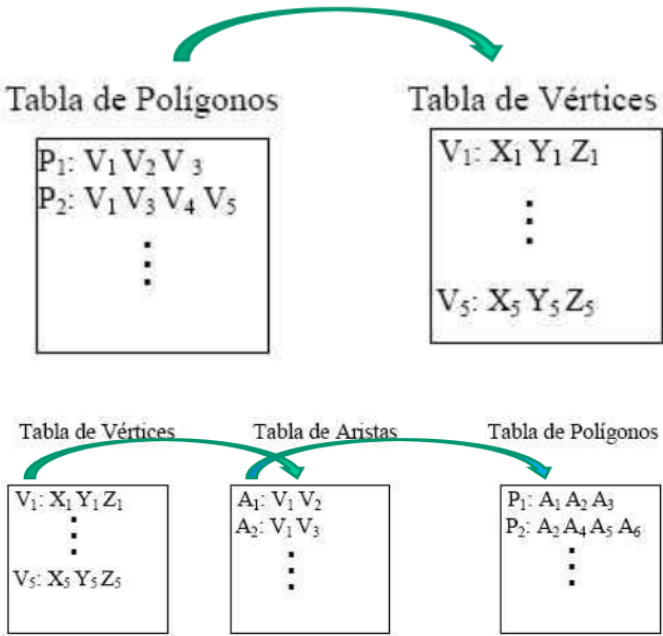 Tabla de Polígonos
P₁: V₁ V₂ V ₃
P₂: V₁ V₃ V₄ V₅
⋮
Tabla de Vértices
V₁: X₁ Y₁ Z₁
⋮
V₅: X₅ Y₅ Z₅
Tabla de Vértices
V₁: X₁ Y₁ Z₁
⋮
V₅: X₅ Y₅ Z₅
Tabla de Aristas
A₁: V₁ V₂
A₂: V₁ V₃
⋮
Tabla de Polígonos
P₁: A₁ A₂ A₃
P₂: A₂ A₄ A₅ A₆
⋮